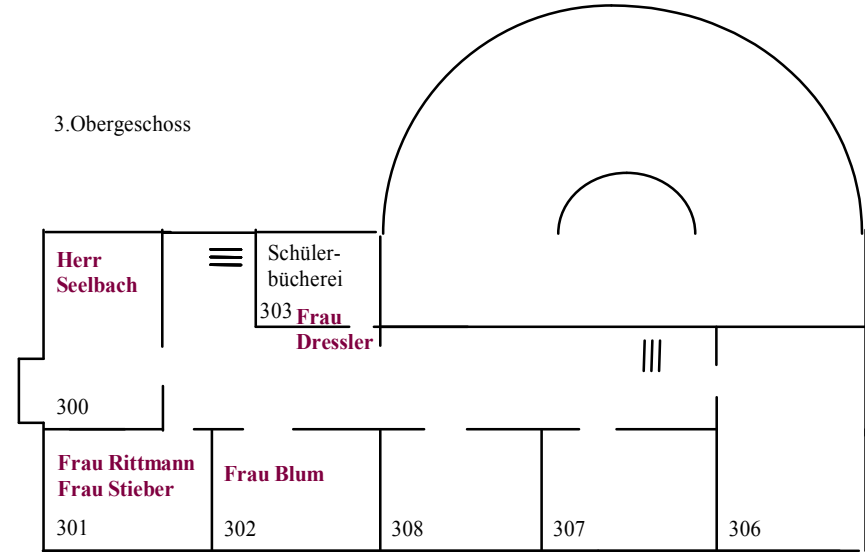 3.Obergeschoss
Herr
Seelbach
300
Schüler-
bücherei
303 Frau
Dressler
Frau Rittmann
Frau Stieber
301
Frau Blum
302
308
307
306